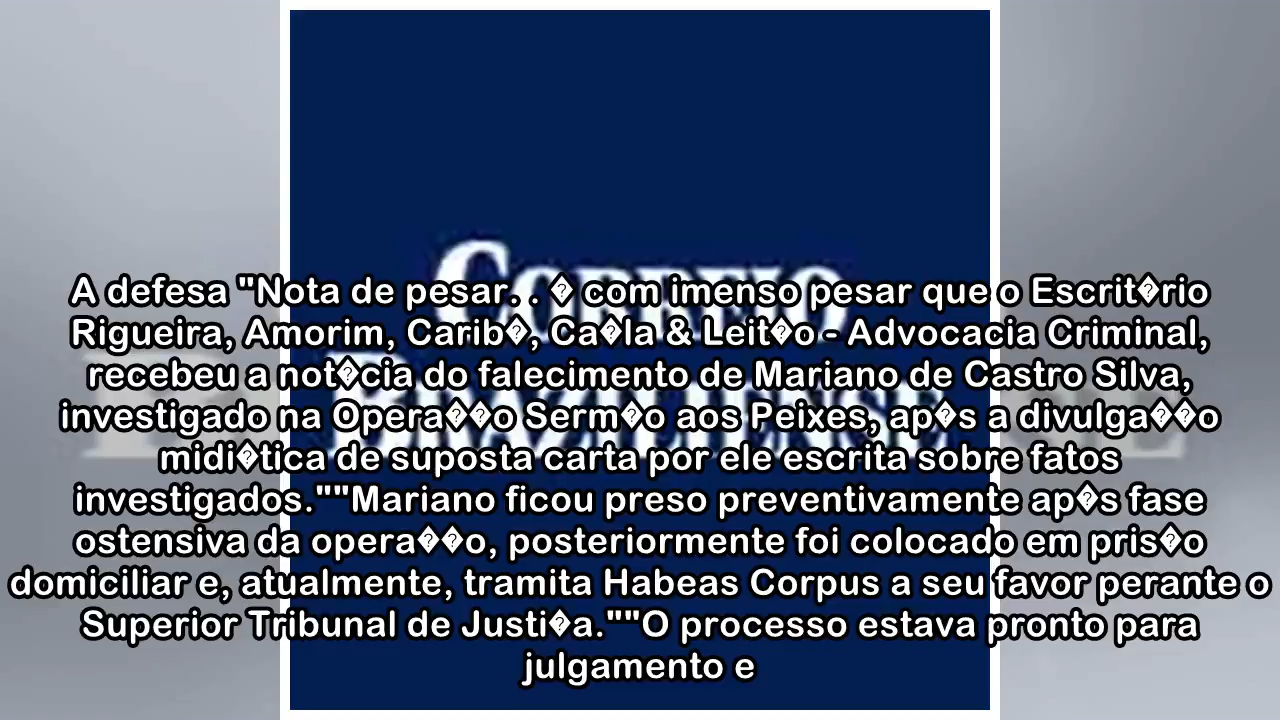 CORREIO
BRAZILIENSE
A defesa "Nota de pesar. . � com imenso pesar que o Escrit�rio
Rigueira, Amorim, Carib�, Ca�la & Leit�o - Advocacia Criminal,
recebeu a not�cia do falecimento de Mariano de Castro Silva,
investigado na Opera��o Serm�o aos Peixes, ap�s a divulga��o
midi�tica de suposta carta por ele escrita sobre fatos
investigados.""Mariano ficou preso preventivamente ap�s fase
ostensiva da opera��o, posteriormente foi colocado em pris�o
domiciliar e, atualmente, tramita Habeas Corpus a seu favor perante o
Superior Tribunal de Justi�a.""O processo estava pronto para
julgamento e